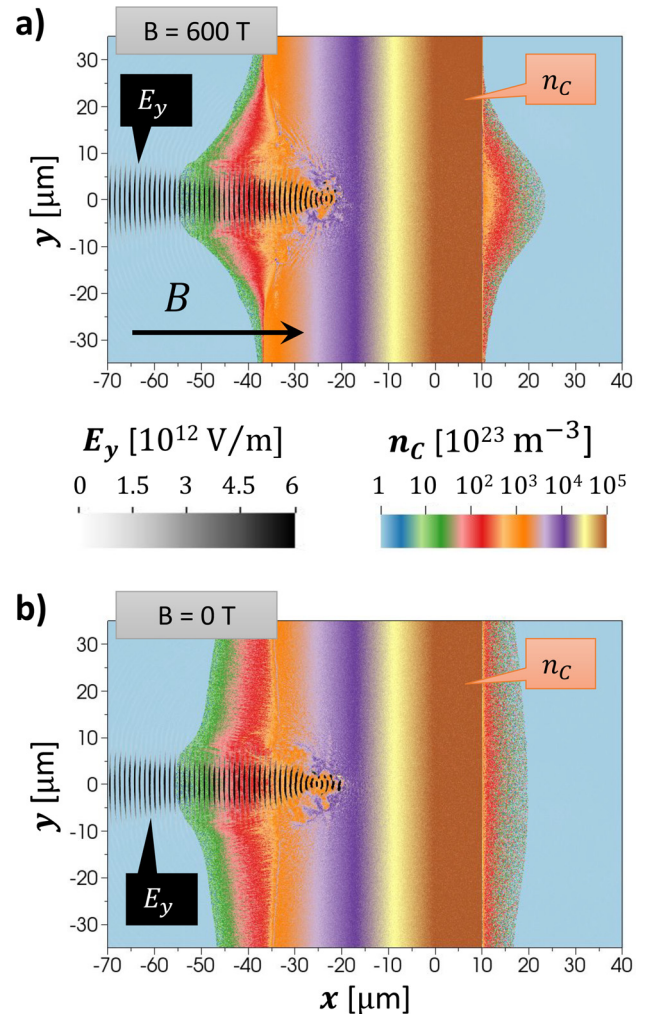 a)
B = 600 T
E_y
n_C
B
y [μm]
30
20
10
0
-10
-20
-30
-70 -60 -50 -40 -30 -20 -10 0 10 20 30 40
E_y [10^12 V/m]
0 1.5 3 4.5 6
n_C [10^23 m^−3]
1 10 10^2 10^3 10^4 10^5
b)
B = 0 T
n_C
E_y
y [μm]
30
20
10
0
-10
-20
-30
-70 -60 -50 -40 -30 -20 -10 0 10 20 30 40
x [μm]